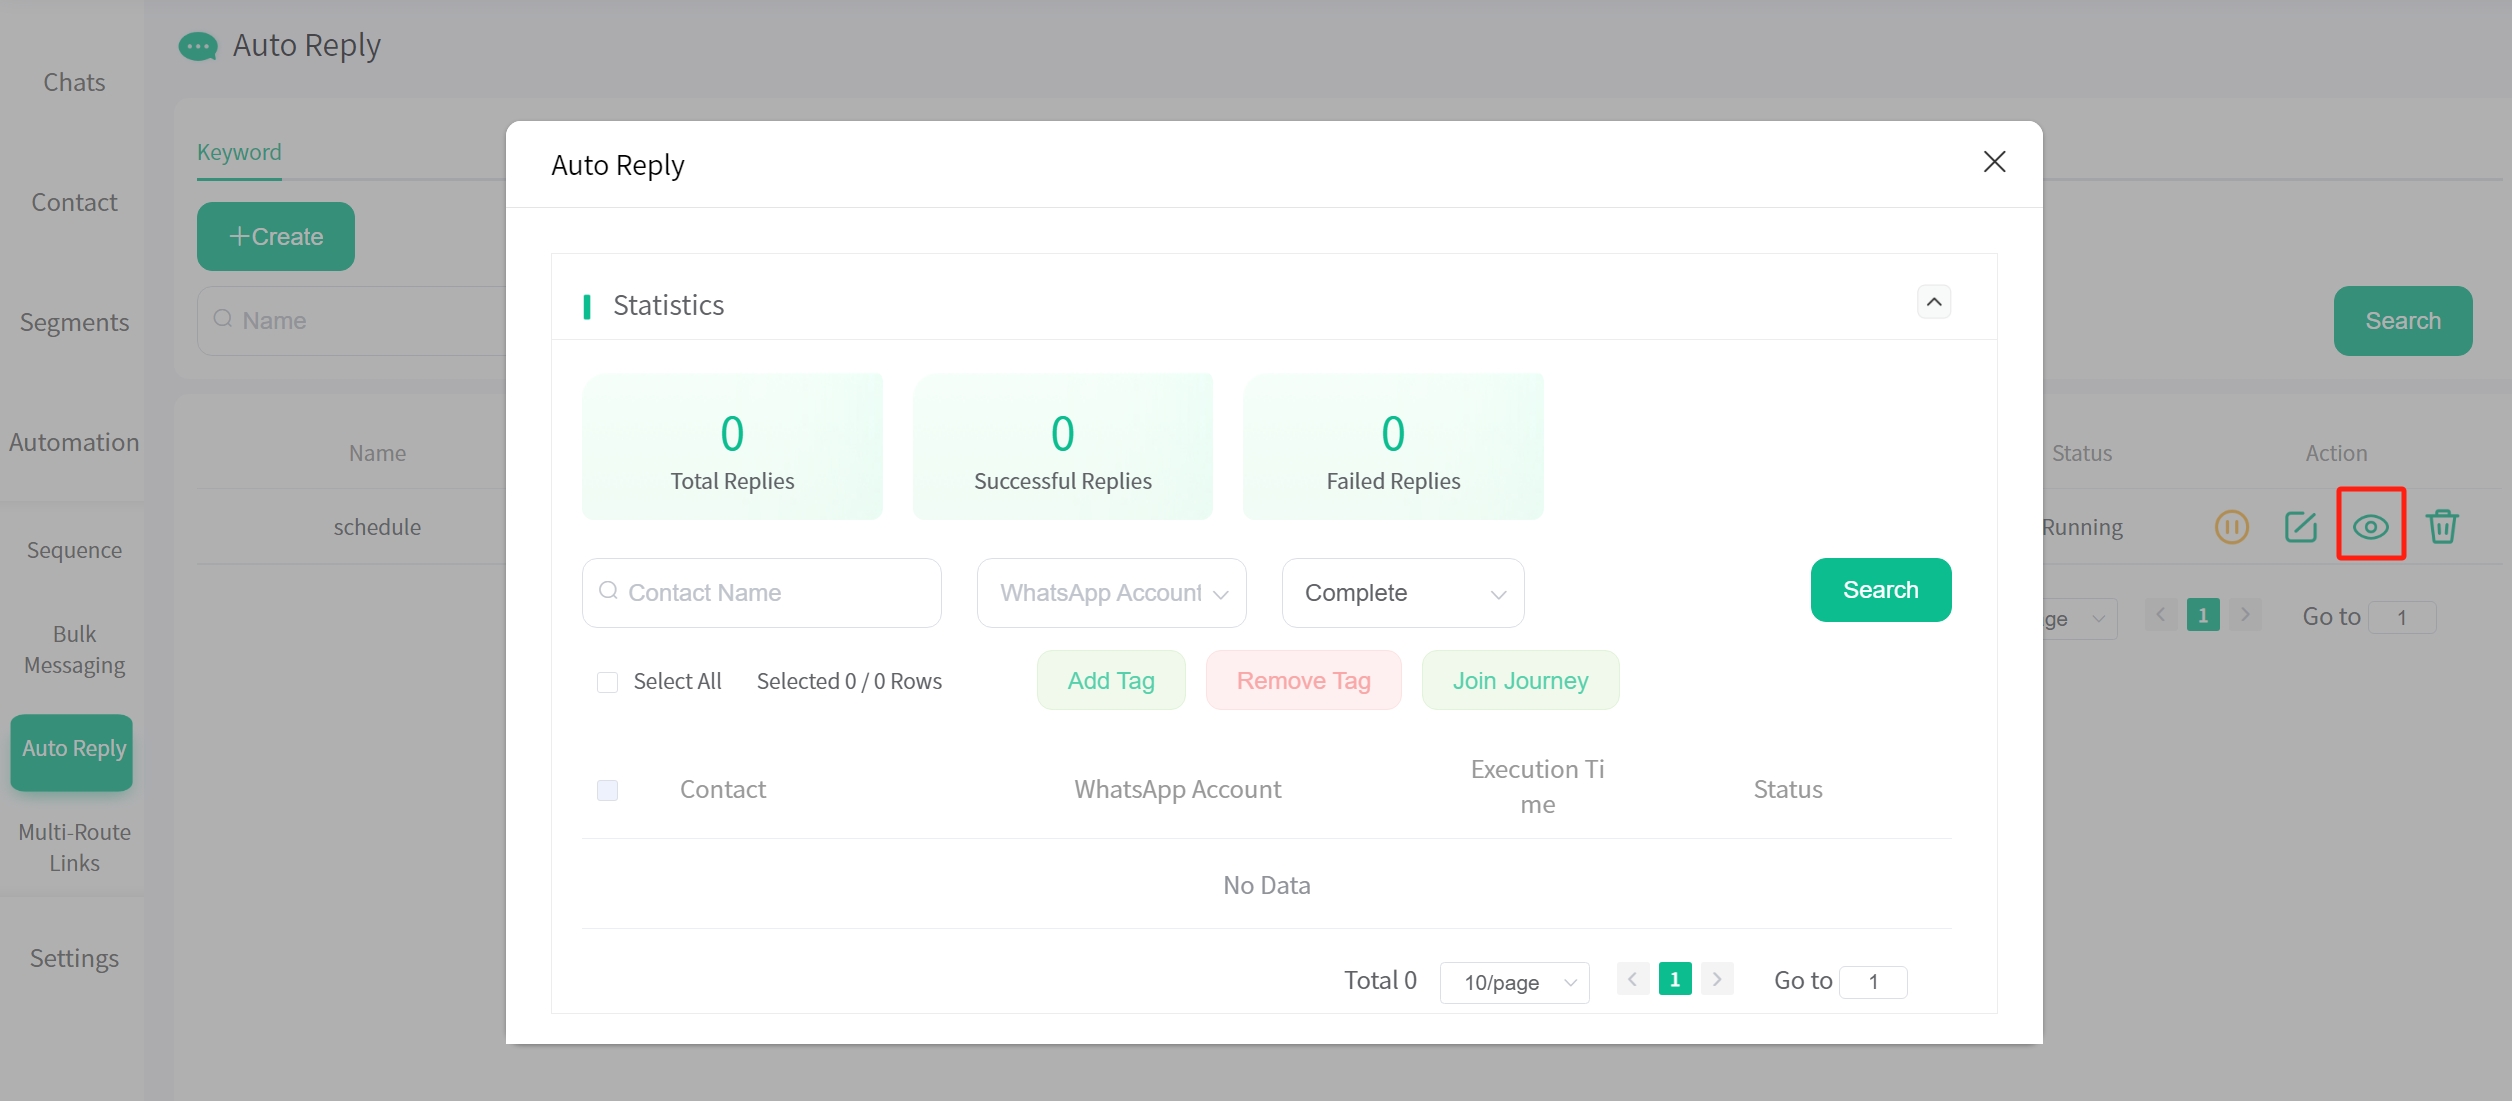 Auto Reply
Chats
Contact
Segments
Automation
Sequence
Bulk
Messaging
Auto Reply
Multi-Route
Links
Settings
Keyword
+Create
Name
Search
Name
Status
Action
schedule
Running
ge
1
Go to 1
Auto Reply
Statistics
0
Total Replies
0
Successful Replies
0
Failed Replies
Contact Name
WhatsApp Account
Complete
Search
Select All
Selected 0 / 0 Rows
Add Tag
Remove Tag
Join Journey
Contact
WhatsApp Account
Execution Ti
me
Status
No Data
Total 0
10/page
1
Go to 1